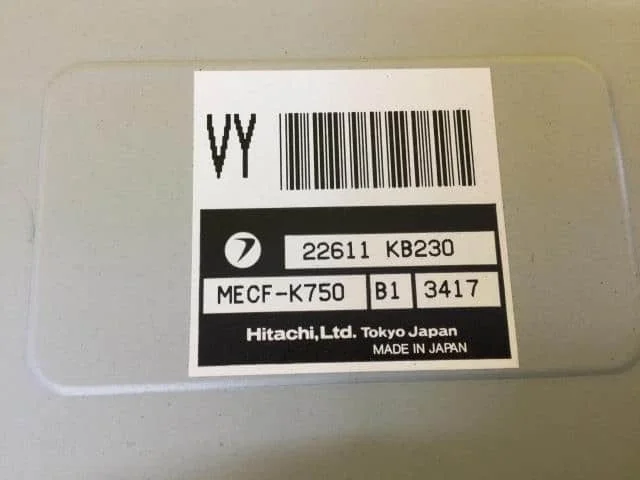 VY
22611 KB230
MECF-K750 B1 3417
Hitachi,Ltd. Tokyo Japan
MADE IN JAPAN